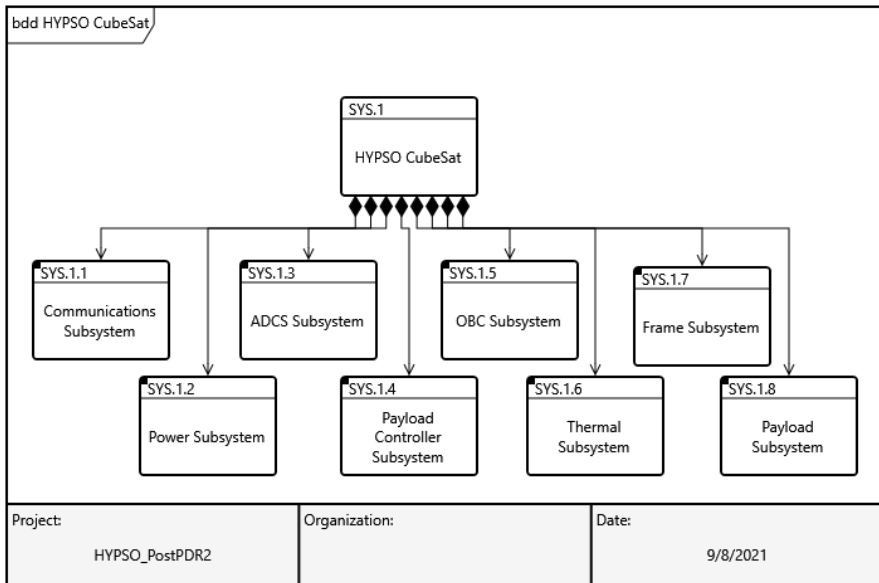 bdd HYPSO CubeSat
SYS.1
HYPSO CubeSat
SYS.1.1
Communications
Subsystem
SYS.1.3
ADCS Subsystem
SYS.1.5
OBC Subsystem
SYS.1.7
Frame Subsystem
SYS.1.2
Power Subsystem
SYS.1.4
Payload
Controller
Subsystem
SYS.1.6
Thermal
Subsystem
SYS.1.8
Payload
Subsystem
Project:
HYPSO_PostPDR2
Organization:
Date:
9/8/2021